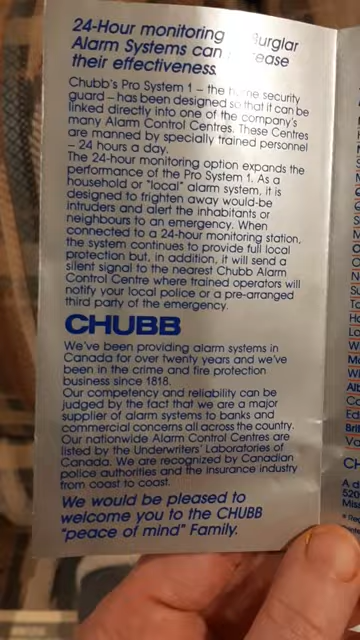 24-Hour monitoring Burglar
Alarm Systems can
their effectiveness.
Chubb's Pro System 1 – the home security
guard – has been designed so that it can be
linked directly into one of the company's
many Alarm Control Centres. These Centres
are manned by specially trained personnel
– 24 hours a day.
The 24-hour monitoring option expands the
performance of the Pro System 1. As a
household or "local" alarm system, it is
designed to frighten away would-be
intruders and alert the inhabitants or
neighbours to an emergency. When
connected to a 24-hour monitoring station,
the system continues to provide full local
protection but, in addition, it will send a
silent signal to the nearest Chubb Alarm
Control Centre where trained operators will
notify your local police or a pre-arranged
third party of the emergency.
CHUBB
We've been providing alarm systems in
Canada for over twenty years and we've
been in the crime and fire protection
business since 1818.
Our competency and reliability can be
judged by the fact that we are a major
supplier of alarm systems to banks and
commercial concerns all across the country.
Our nationwide Alarm Control Centres are
listed by the Underwriters' Laboratories of
Canada. We are recognized by Canadian
police authorities and the insurance industry
from coast to coast.
We would be pleased to
welcome you to the CHUBB
"peace of mind" Family.